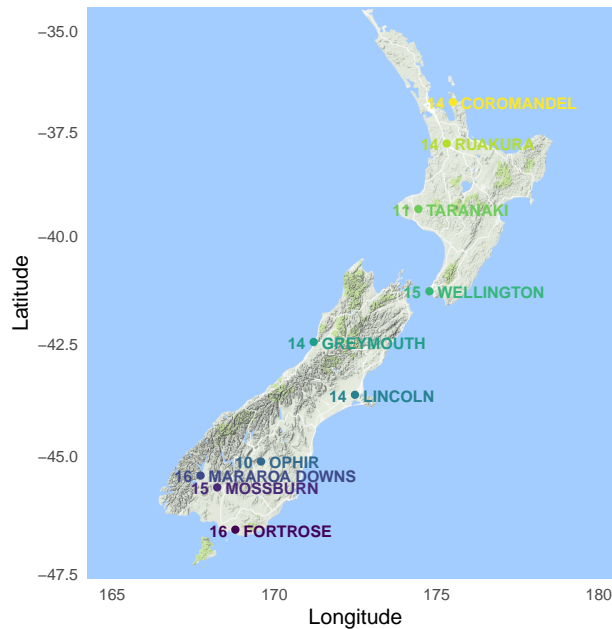 −35.0
14 COROMANDEL
−37.5
14 RUAKURA
11 TARANAKI
−40.0
15 WELLINGTON
Latitude
14 GREYMOUTH
−42.5
14 LINCOLN
−45.0
10 OPHIR
16 MARAROA DOWNS
15 MOSSBURN
16 FORTROSE
−47.5
165 170 175 180
Longitude